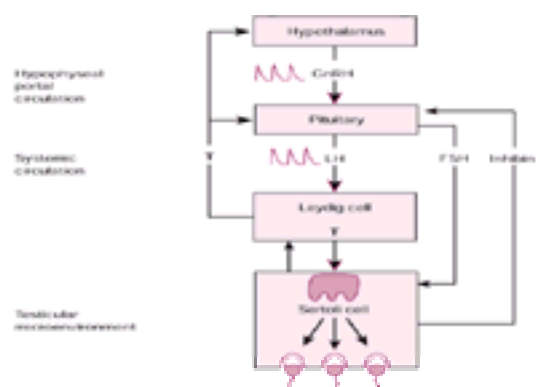 Hypothalamus
Hypophyseal
portal
circulation
GnRH
Pituitary
Systemic
circulation
T
LH
FSH
Inhibin
Leydig cell
T
Sertoli cell
Testicular
microenvironment